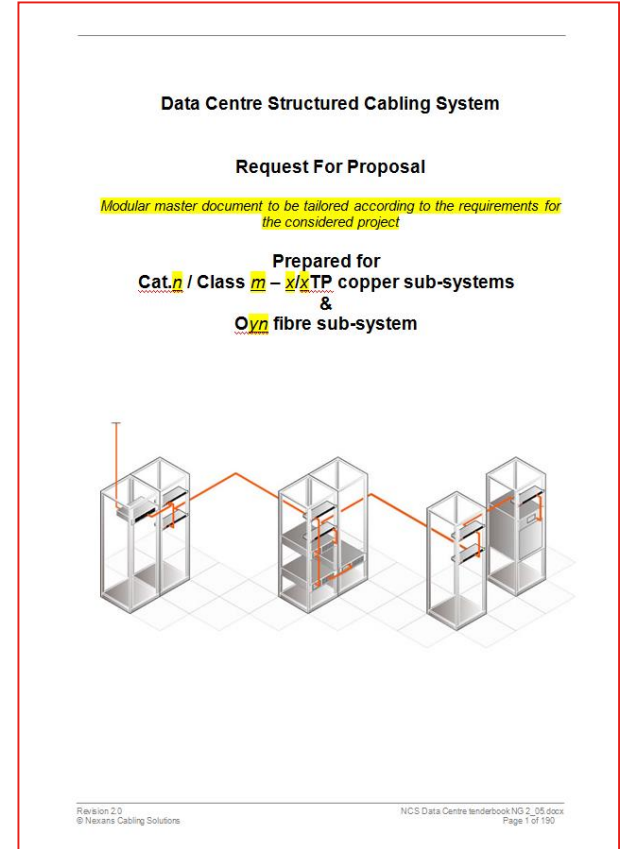 Data Centre Structured Cabling System
Request For Proposal
Modular master document to be tailored according to the requirements for
the considered project
Prepared for
Cat.n / Class m – x/xTP copper sub-systems
&
Oyn fibre sub-system
Revision 2.0
© Nexans Cabling Solutions
NCS Data Centre tenderbook NG 2_05.docx
Page 1 of 190